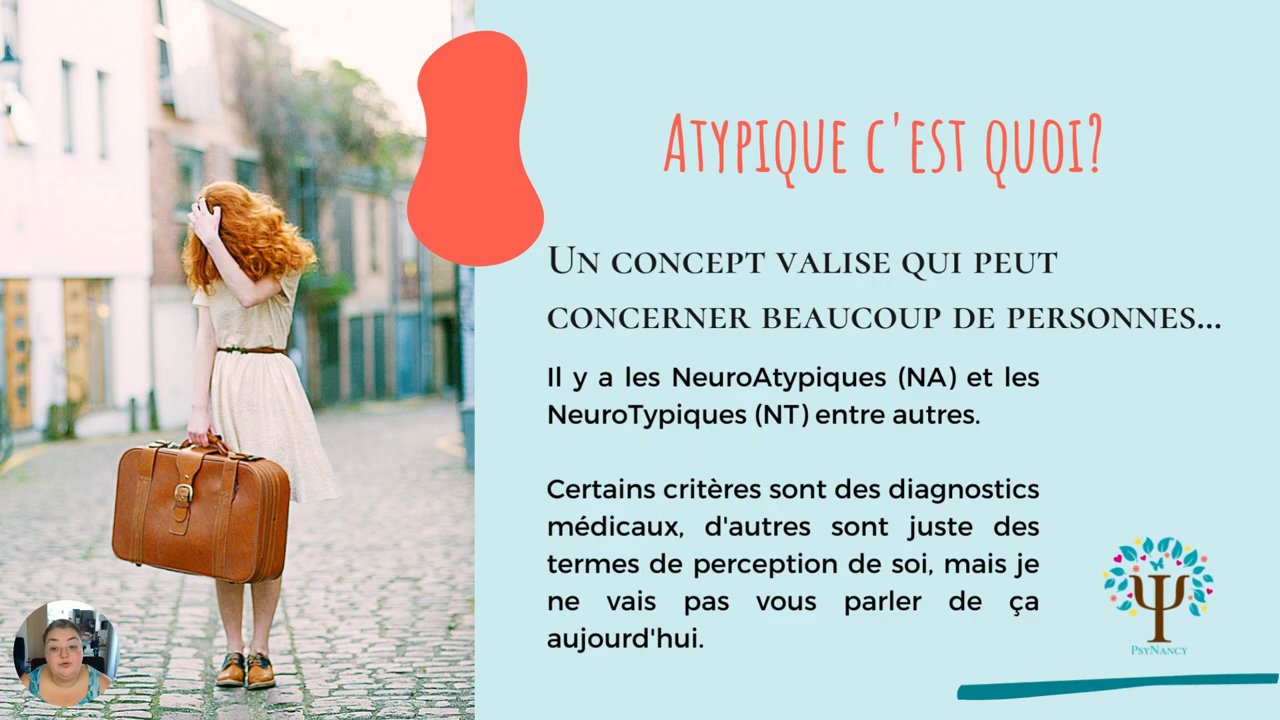 Atypique c'est quoi?
Un concept valise qui peut
concerner beaucoup de personnes...
Il y a les NeuroAtypiques (NA) et les
NeuroTypiques (NT) entre autres.
Certains critères sont des diagnostics
médicaux, d'autres sont juste des
termes de perception de soi, mais je
ne vais pas vous parler de ça
aujourd'hui.
Ψ
PsyNancy